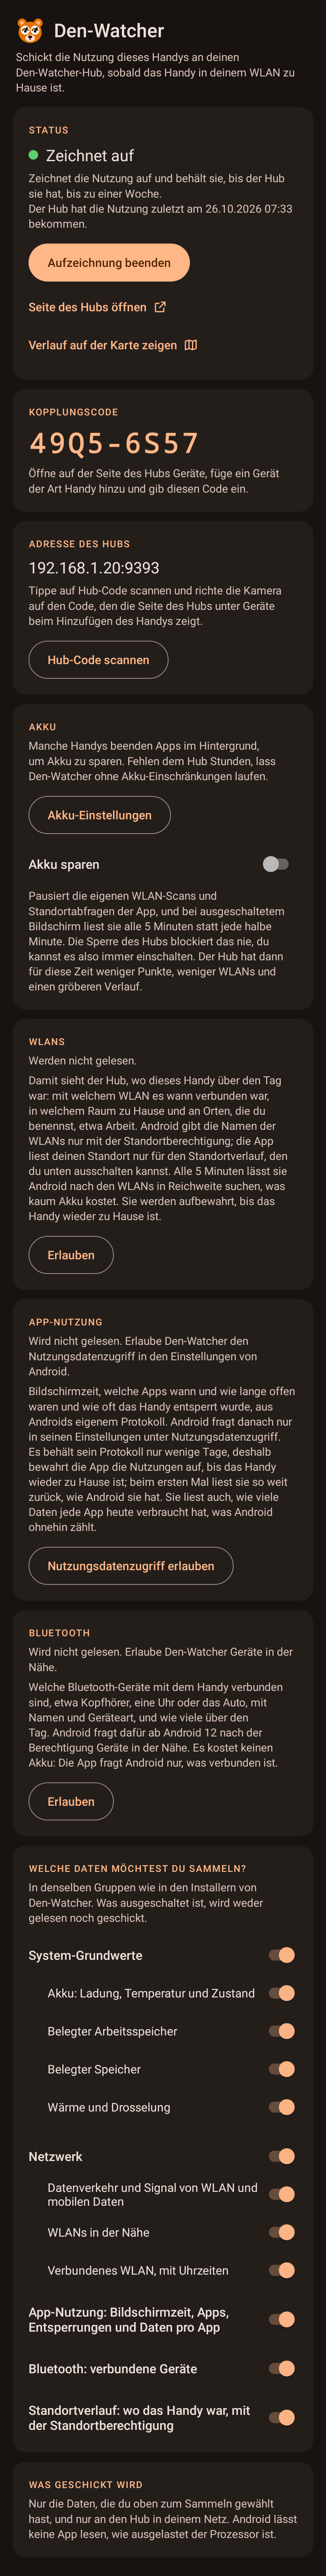 Den-Watcher
Schickt die Nutzung dieses Handys an deinen
Den-Watcher-Hub, sobald das Handy in deinem WLAN zu
Hause ist.
STATUS
Zeichnet auf
Zeichnet die Nutzung auf und behält sie, bis der Hub
sie hat, bis zu einer Woche.
Der Hub hat die Nutzung zuletzt am 26.10.2026 07:33
bekommen.
Aufzeichnung beenden
Seite des Hubs öffnen
Verlauf auf der Karte zeigen
KOPPLUNGSCODE
49Q5-6S57
Öffne auf der Seite des Hubs Geräte, füge ein Gerät
der Art Handy hinzu und gib diesen Code ein.
ADRESSE DES HUBS
192.168.1.20:9393
Tippe auf Hub-Code scannen und richte die Kamera
auf den Code, den die Seite des Hubs unter Geräte
beim Hinzufügen des Handys zeigt.
Hub-Code scannen
AKKU
Manche Handys beenden Apps im Hintergrund,
um Akku zu sparen. Fehlen dem Hub Stunden, lass
Den-Watcher ohne Akku-Einschränkungen laufen.
Akku-Einstellungen
Akku sparen
Pausiert die eigenen WLAN-Scans und
Standortabfragen der App, und bei ausgeschaltetem
Bildschirm liest sie alle 5 Minuten statt jede halbe
Minute. Die Sperre des Hubs blockiert das nie, du
kannst es also immer einschalten. Der Hub hat dann
für diese Zeit weniger Punkte, weniger WLANs und
einen gröberen Verlauf.
WLANS
Werden nicht gelesen.
Damit sieht der Hub, wo dieses Handy über den Tag
war: mit welchem WLAN es wann verbunden war,
in welchem Raum zu Hause und an Orten, die du
benennst, etwa Arbeit. Android gibt die Namen der
WLANs nur mit der Standortberechtigung; die App
liest deinen Standort nur für den Standortverlauf, den
du unten ausschalten kannst. Alle 5 Minuten lässt sie
Android nach den WLANs in Reichweite suchen, was
kaum Akku kostet. Sie werden aufbewahrt, bis das
Handy wieder zu Hause ist.
Erlauben
APP-NUTZUNG
Wird nicht gelesen. Erlaube Den-Watcher den
Nutzungsdatenzugriff in den Einstellungen von
Android.
Bildschirmzeit, welche Apps wann und wie lange offen
waren und wie oft das Handy entsperrt wurde, aus
Androids eigenem Protokoll. Android fragt danach nur
in seinen Einstellungen unter Nutzungsdatenzugriff.
Es behält sein Protokoll nur wenige Tage, deshalb
bewahrt die App die Nutzungen auf, bis das Handy
wieder zu Hause ist; beim ersten Mal liest sie so weit
zurück, wie Android sie hat. Sie liest auch, wie viele
Daten jede App heute verbraucht hat, was Android
ohnehin zählt.
Nutzungsdatenzugriff erlauben
BLUETOOTH
Wird nicht gelesen. Erlaube Den-Watcher Geräte in der
Nähe.
Welche Bluetooth-Geräte mit dem Handy verbunden
sind, etwa Kopfhörer, eine Uhr oder das Auto, mit
Namen und Geräteart, und wie viele über den
Tag. Android fragt dafür ab Android 12 nach der
Berechtigung Geräte in der Nähe. Es kostet keinen
Akku: Die App fragt Android nur, was verbunden ist.
Erlauben
WELCHE DATEN MÖCHTEST DU SAMMELN?
In denselben Gruppen wie in den Installern von
Den-Watcher. Was ausgeschaltet ist, wird weder
gelesen noch geschickt.
System-Grundwerte
Akku: Ladung, Temperatur und Zustand
Belegter Arbeitsspeicher
Belegter Speicher
Wärme und Drosselung
Netzwerk
Datenverkehr und Signal von WLAN und
mobilen Daten
WLANs in der Nähe
Verbundenes WLAN, mit Uhrzeiten
App-Nutzung: Bildschirmzeit, Apps,
Entsperrungen und Daten pro App
Bluetooth: verbundene Geräte
Standortverlauf: wo das Handy war, mit
der Standortberechtigung
WAS GESCHICKT WIRD
Nur die Daten, die du oben zum Sammeln gewählt
hast, und nur an den Hub in deinem Netz. Android lässt
keine App lesen, wie ausgelastet der Prozessor ist.